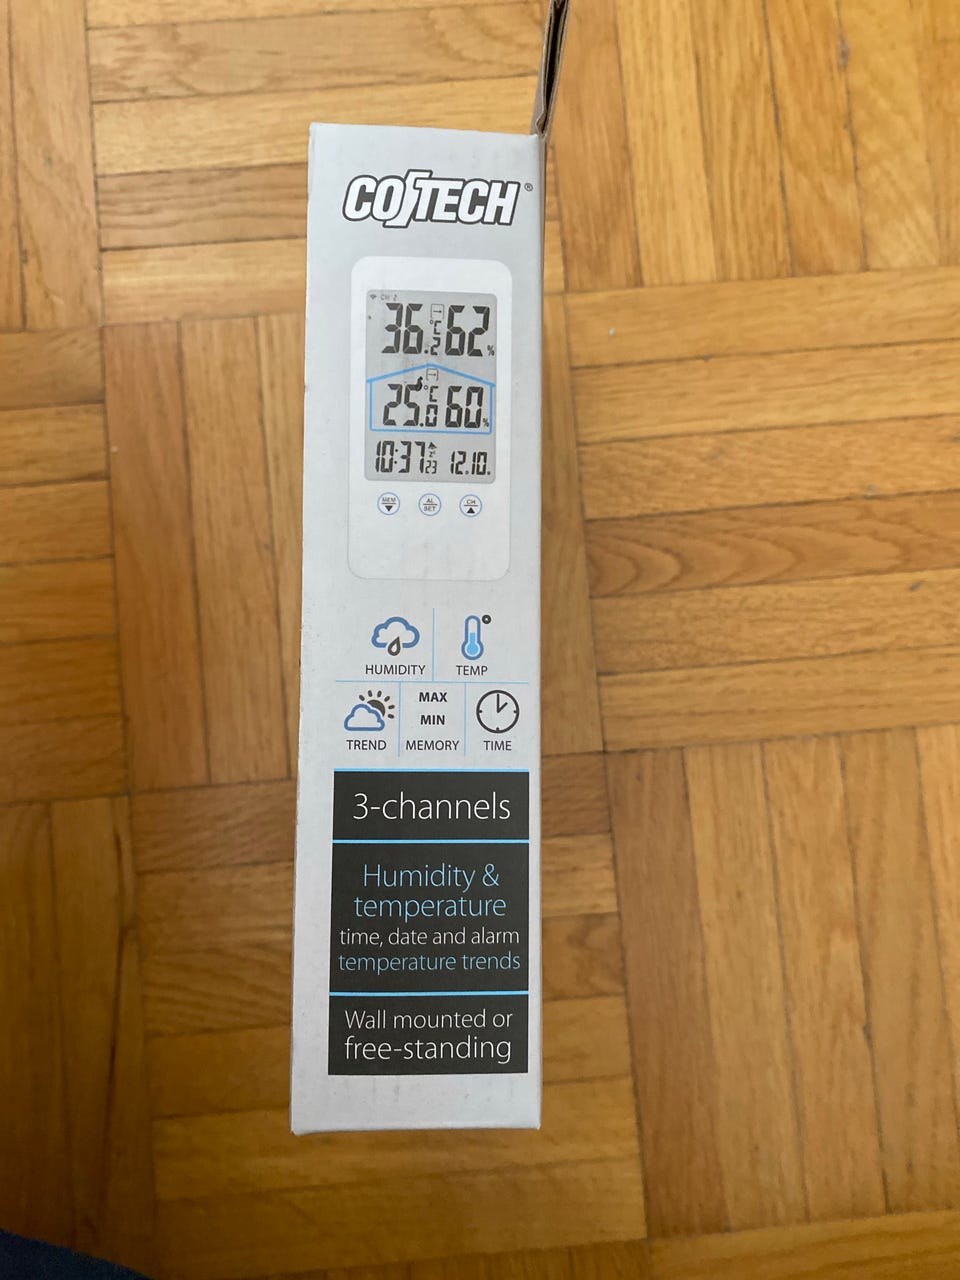 COTECH®
CH 2
36.2 °C 62%
25.0 °C 60%
10:37 23 12.10.
MEM AL SET CH
HUMIDITY TEMP
MAX
MIN
TREND MEMORY TIME
3-channels
Humidity &
temperature
time, date and alarm
temperature trends
Wall mounted or
free-standing